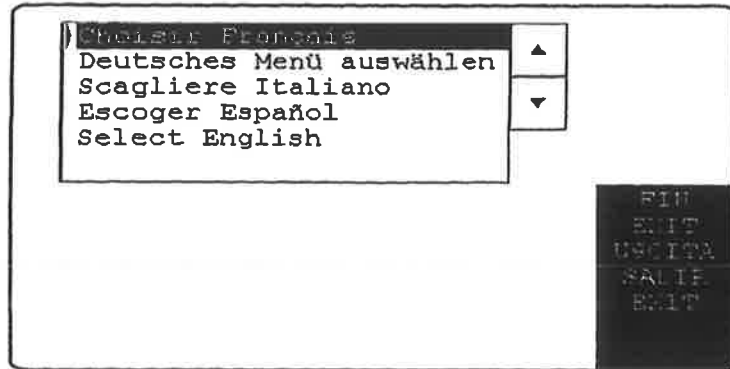 Choisir Français
Deutsches Menü auswählen
Scagliere Italiano
Escoger Español
Select English
FIN
EXIT
USCITA
SALIR
EXIT